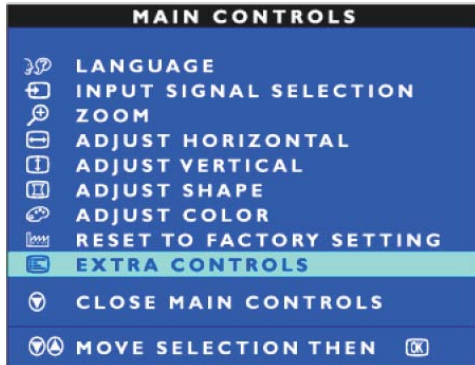 MAIN CONTROLS
LANGUAGE
INPUT SIGNAL SELECTION
ZOOM
ADJUST HORIZONTAL
ADJUST VERTICAL
ADJUST SHAPE
ADJUST COLOR
RESET TO FACTORY SETTING
EXTRA CONTROLS
CLOSE MAIN CONTROLS
MOVE SELECTION THEN OK